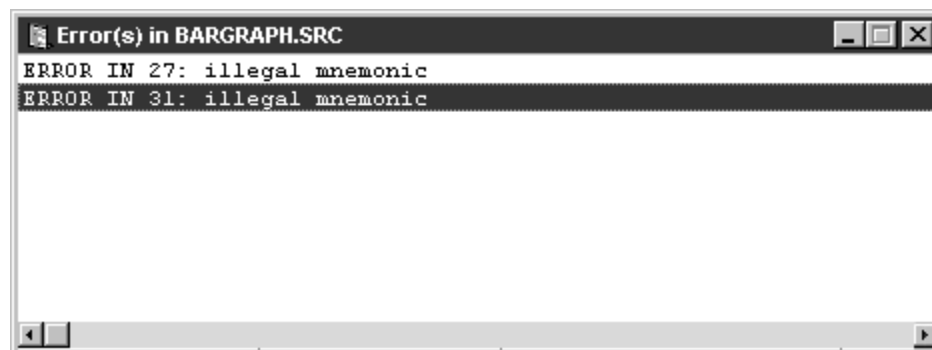 Error(s) in BARGRAPH.SRC
ERROR IN 27: illegal mnemonic
ERROR IN 31: illegal mnemonic